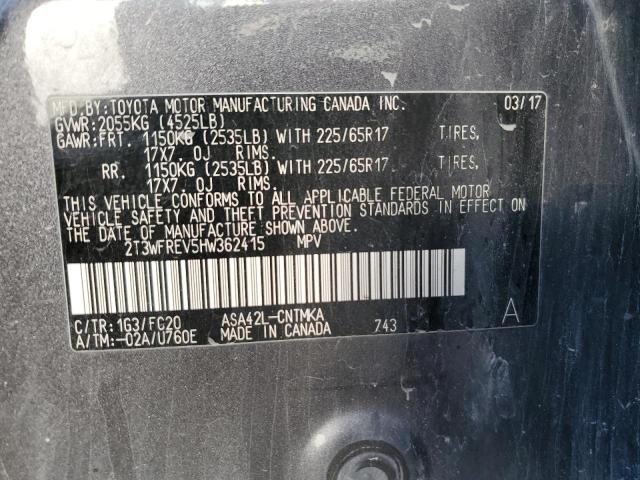 MFD.BY:TOYOTA MOTOR MANUFACTURING CANADA INC. 03/17
GVWR:2055KG (4525LB)
GAWR:FRT. 1150KG (2535LB) WITH 225/65R17 TIRES,
17X7.0J RIMS.
RR. 1150KG (2535LB) WITH 225/65R17 TIRES,
17X7.0J RIMS.
THIS VEHICLE CONFORMS TO ALL APPLICABLE FEDERAL MOTOR
VEHICLE SAFETY AND THEFT PREVENTION STANDARDS IN EFFECT ON
THE DATE OF MANUFACTURE SHOWN ABOVE.
2T3WFREV5HW362415 MPV
C/TR:1G3/FC20 ASA42L-CNTMKA 743 A
A/TM:-02A/U760E MADE IN CANADA